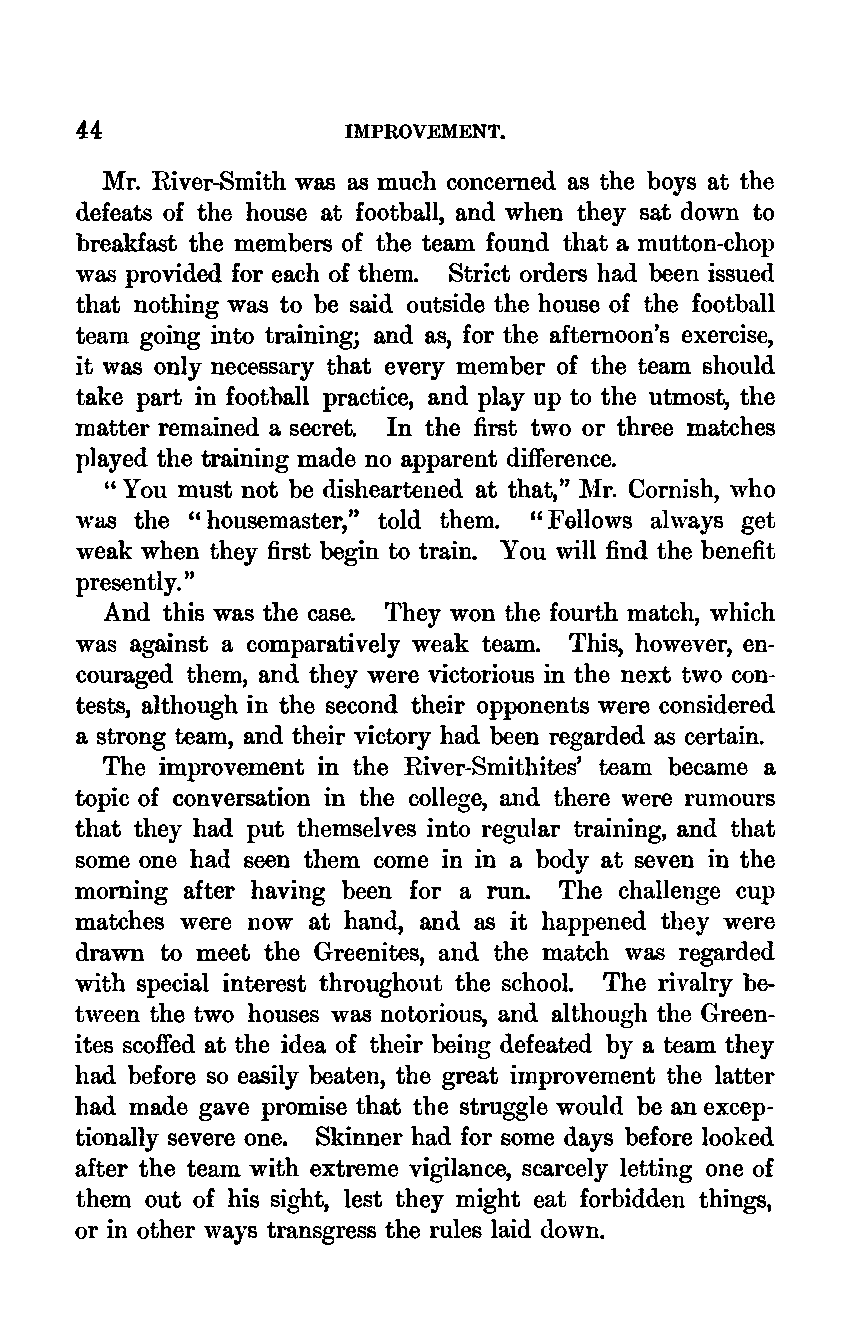 44 IMPROVEMENT.
Mr. River-Smith was as much concerned as the boys at the
defeats of the house at football, and when they sat down to
breakfast the members of the team found that a mutton-chop
was provided for each of them. Strict orders had been issued
that nothing was to be said outside the house of the football
team going into training; and as, for the afternoon's exercise,
it was only necessary that every member of the team should
take part in football practice, and play up to the utmost, the
matter remained a secret. In the first two or three matches
played the training made no apparent difference.
"You must not be disheartened at that," Mr. Cornish, who
was the "housemaster," told them. "Fellows always get
weak when they first begin to train. You will find the benefit
presently."
And this was the case. They won the fourth match, which
was against a comparatively weak team. This, however, en-
couraged them, and they were victorious in the next two con-
tests, although in the second their opponents were considered
a strong team, and their victory had been regarded as certain.
The improvement in the River-Smithites' team became a
topic of conversation in the college, and there were rumours
that they had put themselves into regular training, and that
some one had seen them come in in a body at seven in the
morning after having been for a run. The challenge cup
matches were now at hand, and as it happened they were
drawn to meet the Greenites, and the match was regarded
with special interest throughout the school. The rivalry be-
tween the two houses was notorious, and although the Green-
ites scoffed at the idea of their being defeated by a team they
had before so easily beaten, the great improvement the latter
had made gave promise that the struggle would be an excep-
tionally severe one. Skinner had for some days before looked
after the team with extreme vigilance, scarcely letting one of
them out of his sight, lest they might eat forbidden things,
or in other ways transgress the rules laid down.